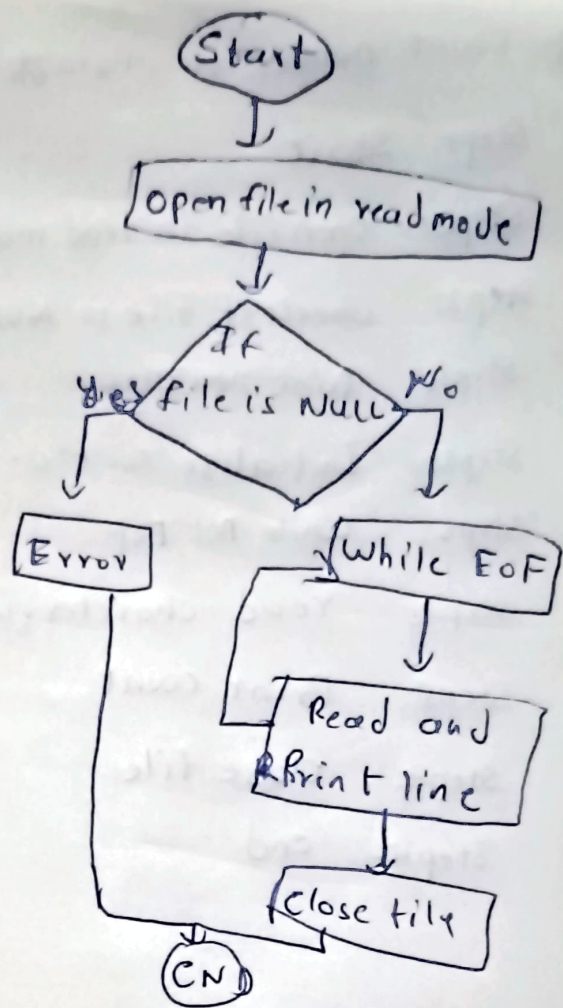 Start
Open file in read mode
If
file is NULL
Yes
No
Error
While EOF
Read and
Print line
Close file
EN